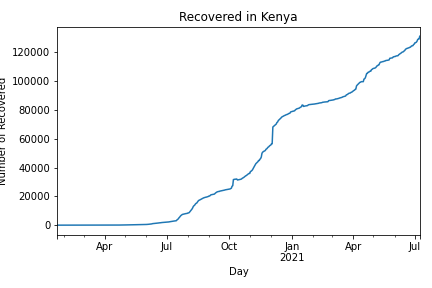 Recovered in Kenya
Number of Recovered
120000
100000
80000
60000
40000
20000
0
Apr
Jul
Oct
Jan
2021
Apr
Jul
Day